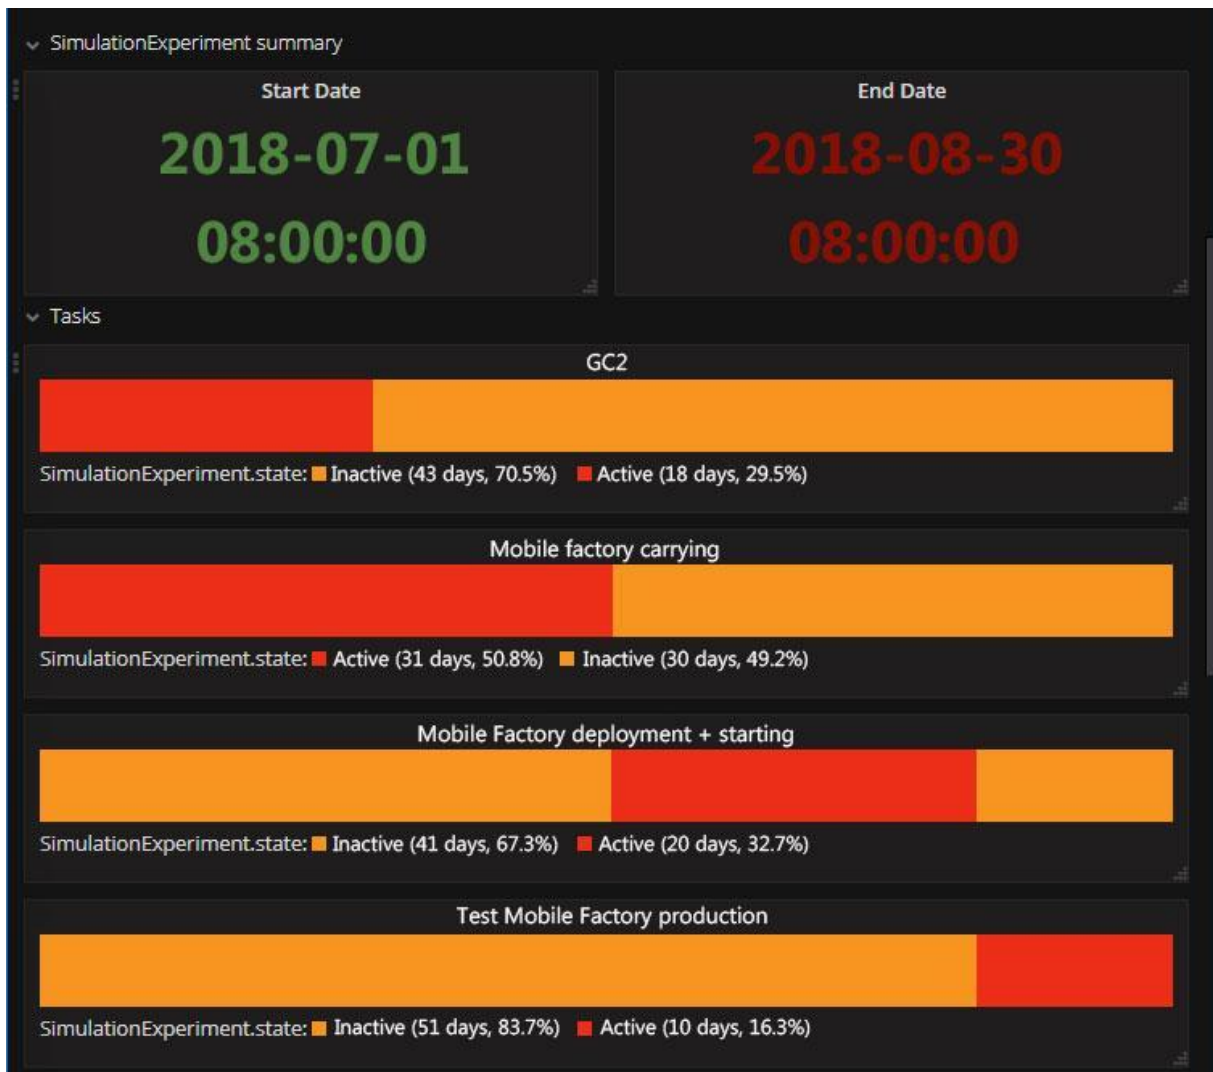 SimulationExperiment summary
Start Date
2018-07-01
08:00:00
End Date
2018-08-30
08:00:00
Tasks
GC2
SimulationExperiment.state: Inactive (43 days, 70.5%) Active (18 days, 29.5%)
Mobile factory carrying
SimulationExperiment.state: Active (31 days, 50.8%) Inactive (30 days, 49.2%)
Mobile Factory deployment + starting
SimulationExperiment.state: Inactive (41 days, 67.3%) Active (20 days, 32.7%)
Test Mobile Factory production
SimulationExperiment.state: Inactive (51 days, 83.7%) Active (10 days, 16.3%)